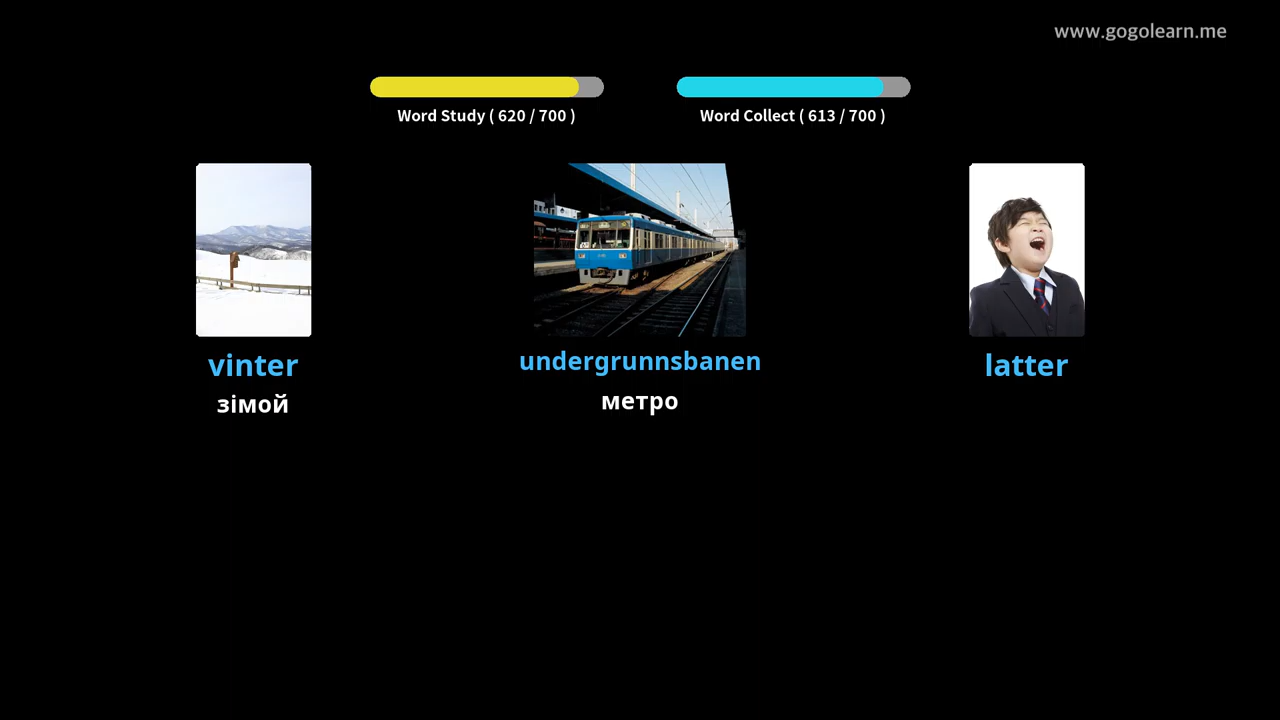 www.gogolearn.me
Word Study ( 620 / 700 )
Word Collect ( 613 / 700 )
vinter
зімой
undergrunnsbanen
метро
latter